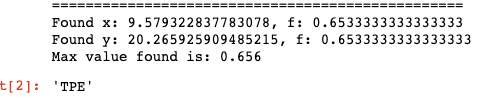 ==================================================
Found x: 9.579322837783078, f: 0.6533333333333333
Found y: 20.265925909485215, f: 0.6533333333333333
Max value found is: 0.656
t[2]: 'TPE'